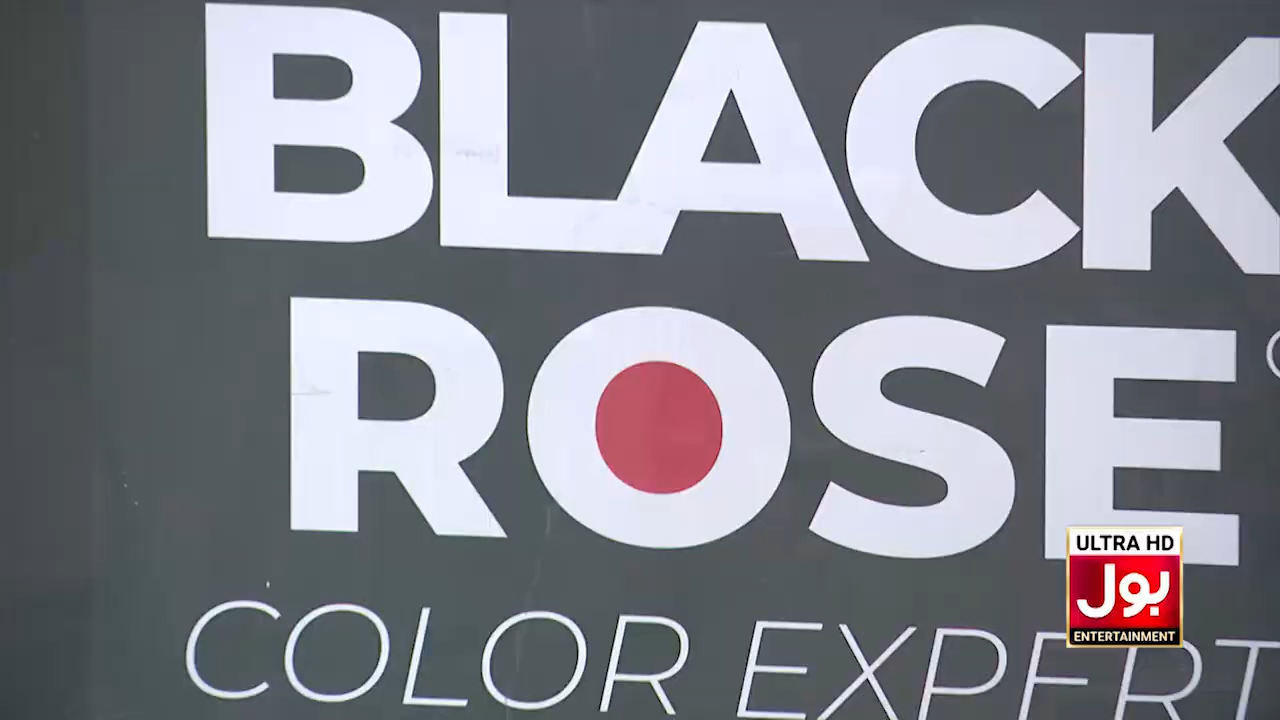 BLACK
ROSE
COLOR EXPERT
ULTRA HD
بول
ENTERTAINMENT